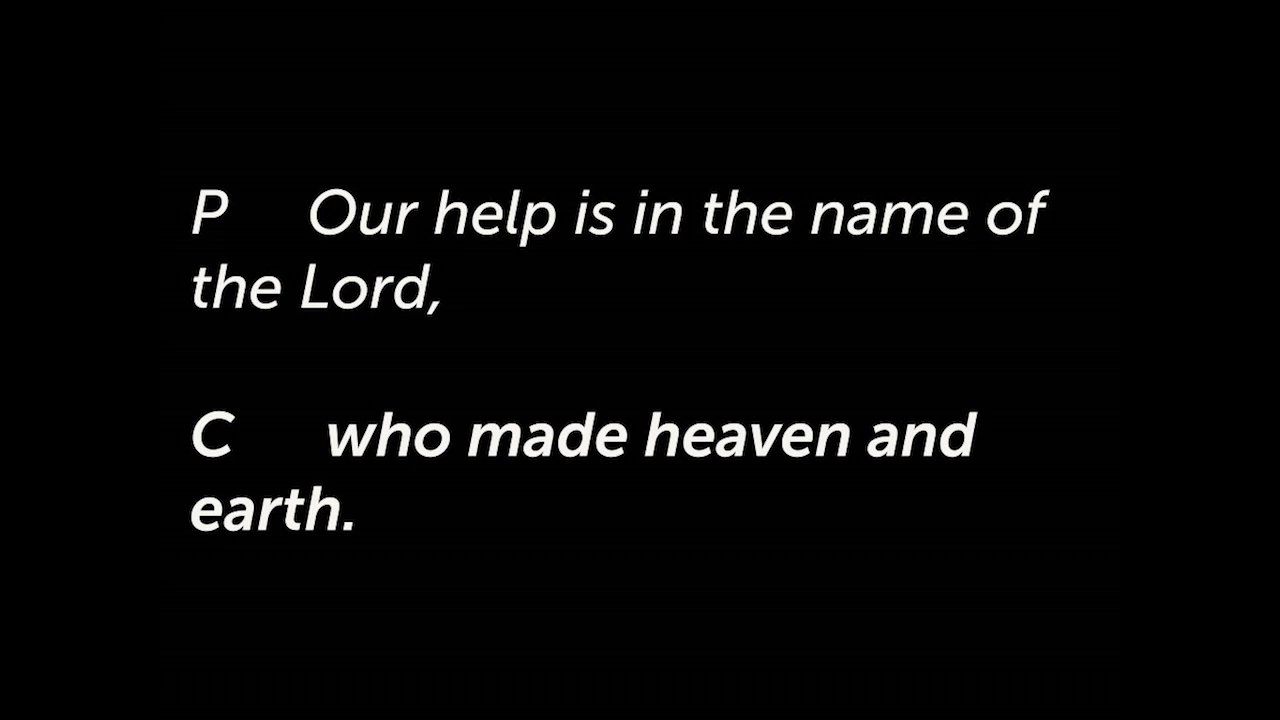 P Our help is in the name of
the Lord,
C who made heaven and
earth.